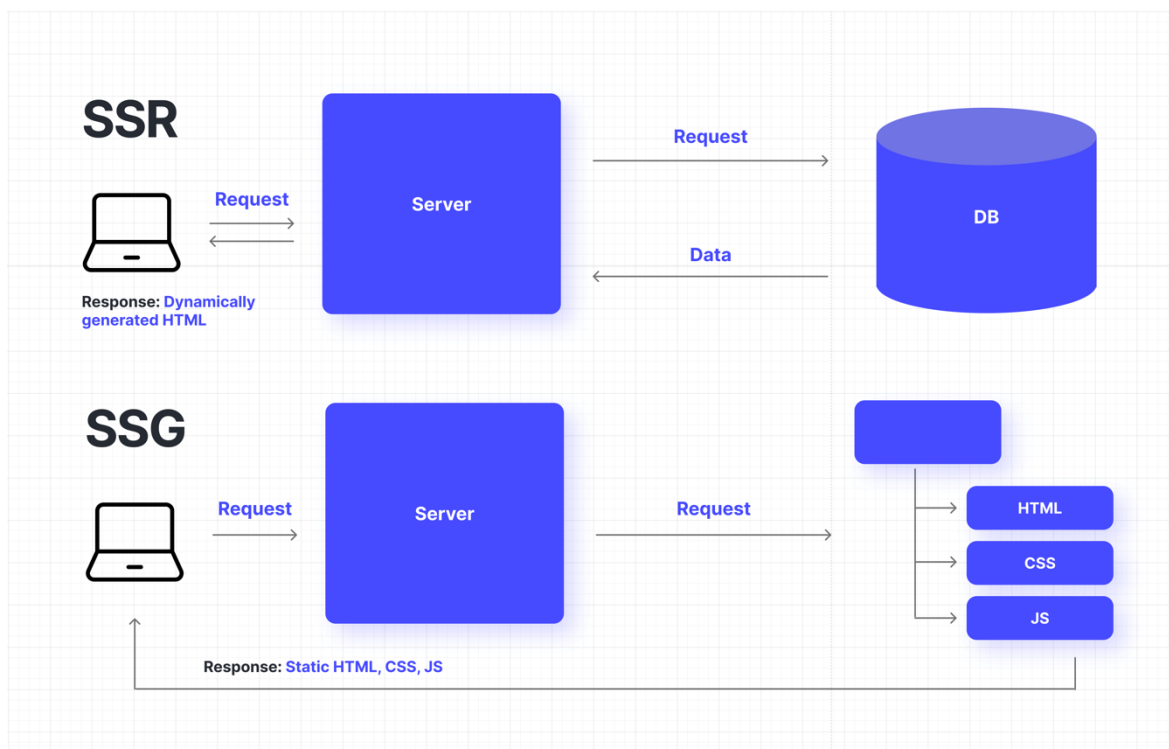 SSR
Request
Server
Request
Data
DB
Response: Dynamically
generated HTML
SSG
Request
Server
Request
HTML
CSS
JS
Response: Static HTML, CSS, JS